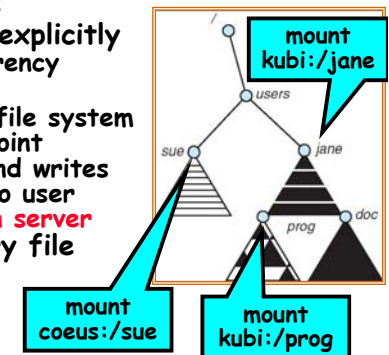 explicitly
rency
file system
oint
nd writes
o user
server
y file
/
mount
kubi:/jane
users
sue
jane
prog
doc
mount
coeus:/sue
mount
kubi:/prog